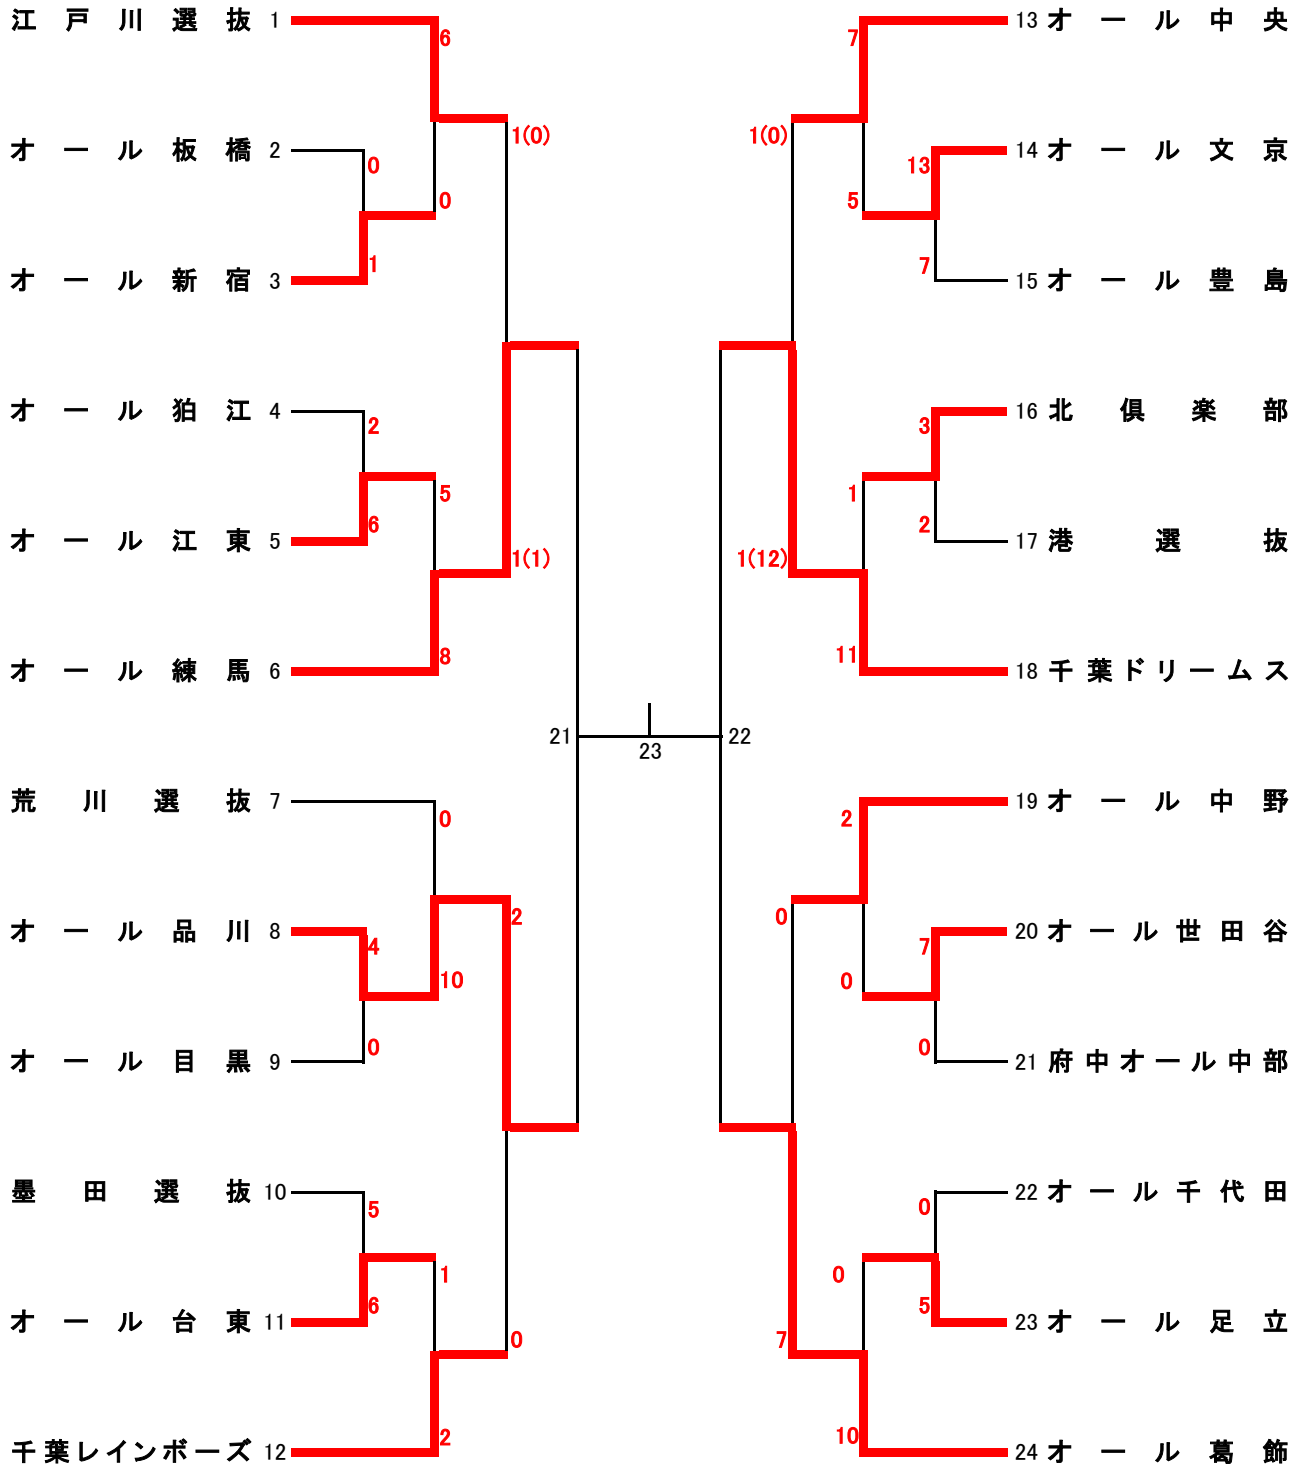 江戸川選抜 1
6
1(0)
オール板橋 2
0
0
オール新宿 3
1
オール狛江 4
2
5
オール江東 5
6
1(1)
オール練馬 6
8
荒川選抜 7
0
オール品川 8
4
2
10
オール目黒 9
0
墨田選抜 10
5
1
オール台東 11
6
0
千葉レインボーズ 12
2
21
23
22
13 オール中央
7
1(0)
14 オール文京
13
5
15 オール豊島
7
16 北倶楽部
3
1
17 港選抜
2
1(12)
18 千葉ドリームス
11
19 オール中野
2
0
20 オール世田谷
7
0
21 府中オール中部
0
22 オール千代田
0
0
23 オール足立
5
7
24 オール葛飾
10